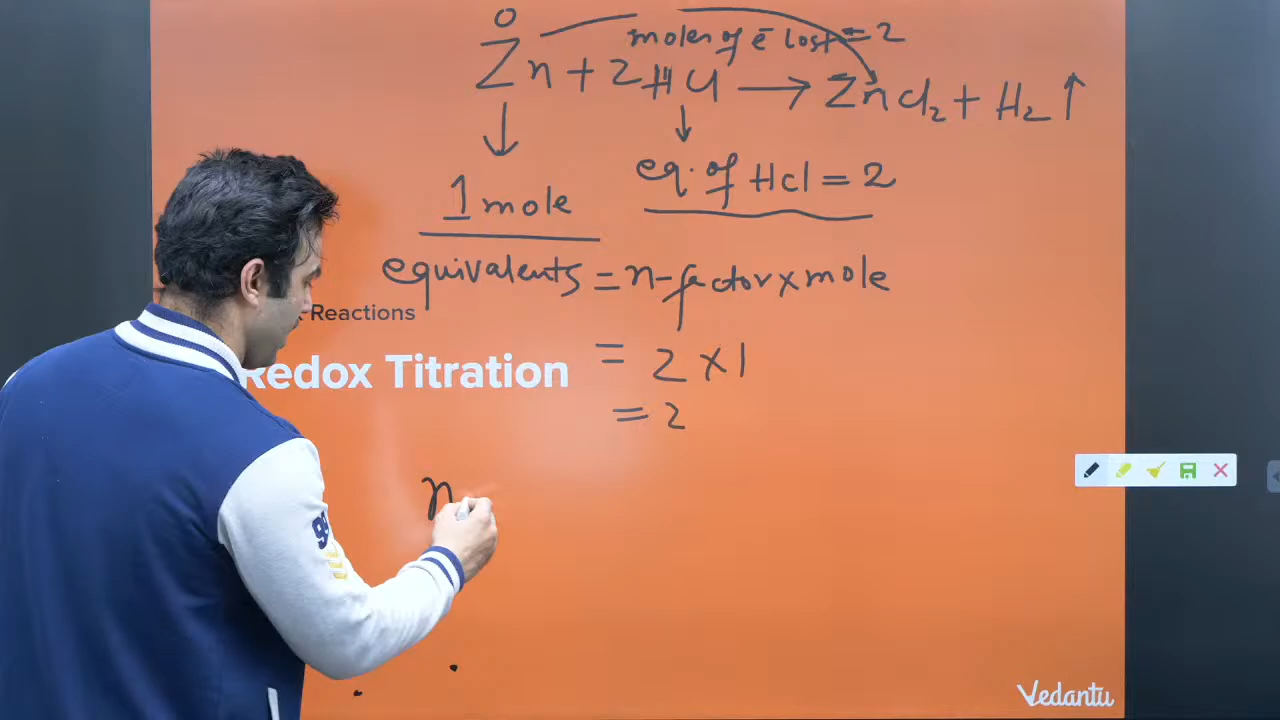 0
moles of e̅ lost = 2
Zn + 2HCl → ZnCl₂ + H₂ ↑
1 mole
eq. of HCl = 2
equivalents = n-factor x mole
Reactions
Redox Titration
= 2 x 1
= 2
n
Vedantu